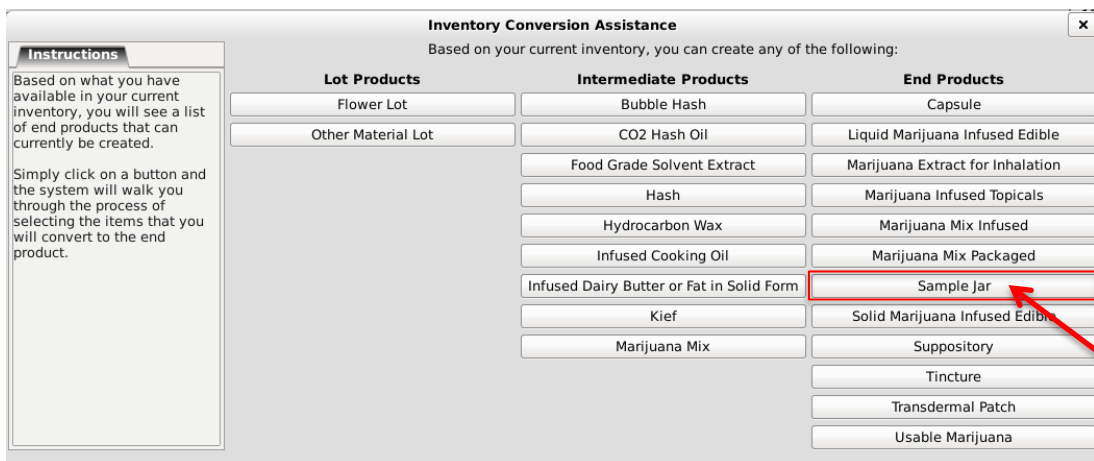 Inventory Conversion Assistance
Instructions
Based on what you have
available in your current
inventory, you will see a list
of end products that can
currently be created.
Simply click on a button and
the system will walk you
through the process of
selecting the items that you
will convert to the end
product.
Based on your current inventory, you can create any of the following:
Lot Products
Flower Lot
Other Material Lot
Intermediate Products
Bubble Hash
CO2 Hash Oil
Food Grade Solvent Extract
Hash
Hydrocarbon Wax
Infused Cooking Oil
Infused Dairy Butter or Fat in Solid Form
Kief
Marijuana Mix
End Products
Capsule
Liquid Marijuana Infused Edible
Marijuana Extract for Inhalation
Marijuana Infused Topicals
Marijuana Mix Infused
Marijuana Mix Packaged
Sample Jar
Solid Marijuana Infused Edible
Suppository
Tincture
Transdermal Patch
Usable Marijuana